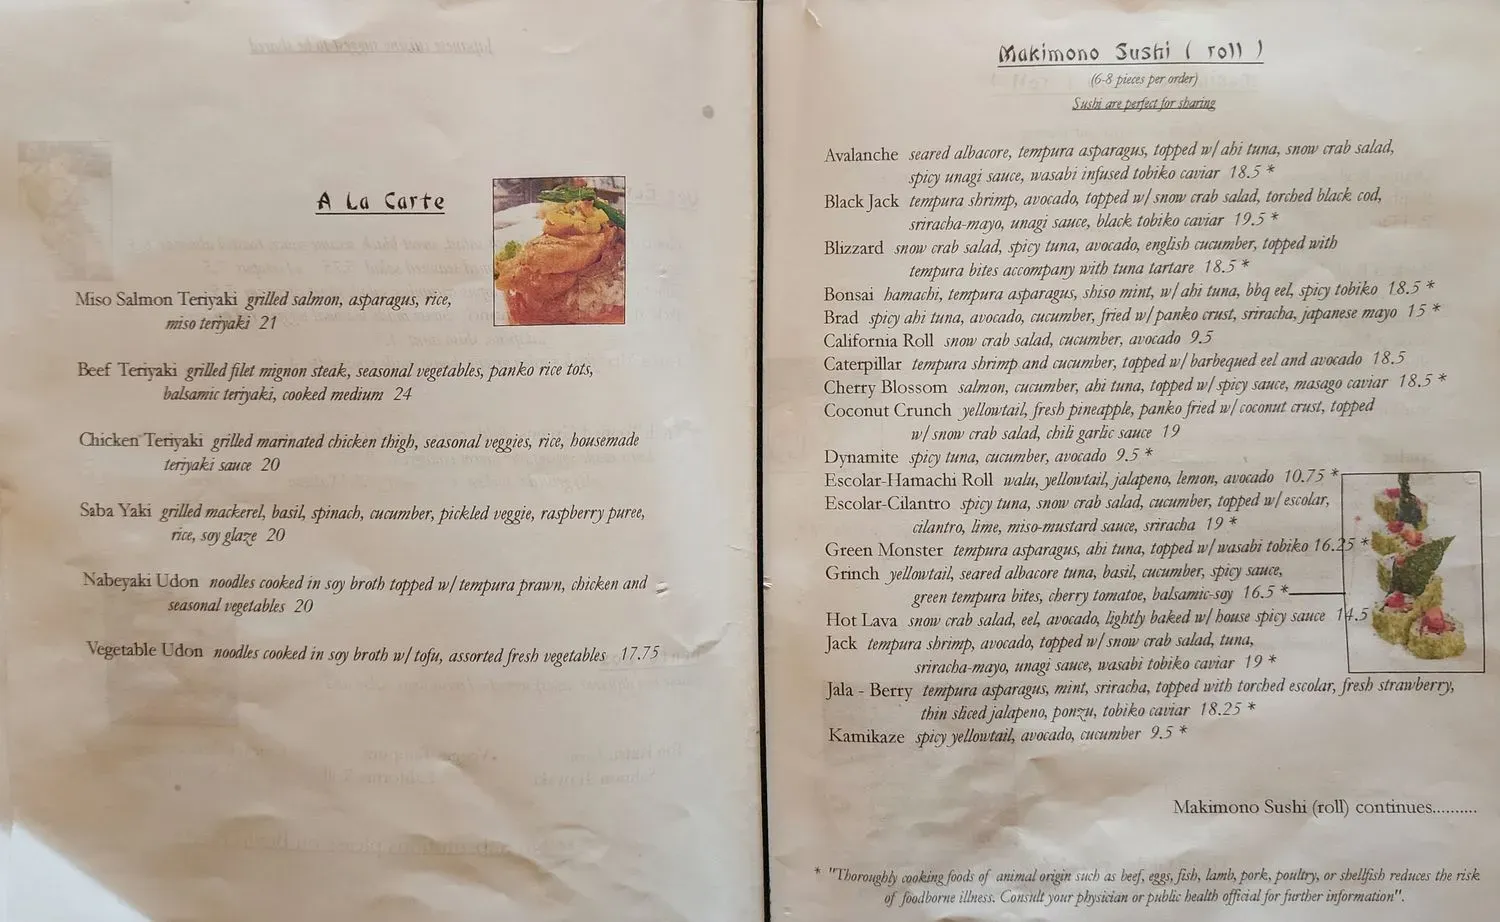 A La Carte
Miso Salmon Teriyaki grilled salmon, asparagus, rice,
miso teriyaki 21
Beef Teriyaki grilled filet mignon steak, seasonal vegetables, panko rice tots,
balsamic teriyaki, cooked medium 24
Chicken Teriyaki grilled marinated chicken thigh, seasonal veggies, rice, housemade
teriyaki sauce 20
Saba Yaki grilled mackerel, basil, spinach, cucumber, pickled veggie, raspberry puree,
rice, soy glaze 20
Nabeyaki Udon noodles cooked in soy broth topped w/ tempura prawn, chicken and
seasonal vegetables 20
Vegetable Udon noodles cooked in soy broth w/ tofu, assorted fresh vegetables 17.75
Makimono Sushi ( roll )
(6-8 pieces per order)
Sushi are perfect for sharing
Avalanche seared albacore, tempura asparagus, topped w/ ahi tuna, snow crab salad,
spicy unagi sauce, wasabi infused tobiko caviar 18.5 *
Black Jack tempura shrimp, avocado, topped w/ snow crab salad, torched black cod,
sriracha-mayo, unagi sauce, black tobiko caviar 19.5 *
Blizzard snow crab salad, spicy tuna, avocado, english cucumber, topped with
tempura bites accompany with tuna tartare 18.5 *
Bonsai hamachi, tempura asparagus, shiso mint, w/ ahi tuna, bbq eel, spicy tobiko 18.5 *
Brad spicy ahi tuna, avocado, cucumber, fried w/ panko crust, sriracha, japanese mayo 15 *
California Roll snow crab salad, cucumber, avocado 9.5
Caterpillar tempura shrimp and cucumber, topped w/ barbequed eel and avocado 18.5
Cherry Blossom salmon, cucumber, ahi tuna, topped w/ spicy sauce, masago caviar 18.5 *
Coconut Crunch yellowtail, fresh pineapple, panko fried w/ coconut crust, topped
w/ snow crab salad, chili garlic sauce 19
Dynamite spicy tuna, cucumber, avocado 9.5 *
Escolar-Hamachi Roll walu, yellowtail, jalapeno, lemon, avocado 10.75 *
Escolar-Cilantro spicy tuna, snow crab salad, cucumber, topped w/ escolar,
cilantro, lime, miso-mustard sauce, sriracha 19 *
Green Monster tempura asparagus, ahi tuna, topped w/ wasabi tobiko 16.25 *
Grinch yellowtail, seared albacore tuna, basil, cucumber, spicy sauce,
green tempura bites, cherry tomatoe, balsamic-soy 16.5 *
Hot Lava snow crab salad, eel, avocado, lightly baked w/ house spicy sauce 14.5
Jack tempura shrimp, avocado, topped w/ snow crab salad, tuna,
sriracha-mayo, unagi sauce, wasabi tobiko caviar 19 *
Jala - Berry tempura asparagus, mint, sriracha, topped with torched escolar, fresh strawberry,
thin sliced jalapeno, ponzu, tobiko caviar 18.25 *
Kamikaze spicy yellowtail, avocado, cucumber 9.5 *
Makimono Sushi (roll) continues..........
* "Thoroughly cooking foods of animal origin such as beef, eggs, fish, lamb, pork, poultry, or shellfish reduces the risk
of foodborne illness. Consult your physician or public health official for further information".